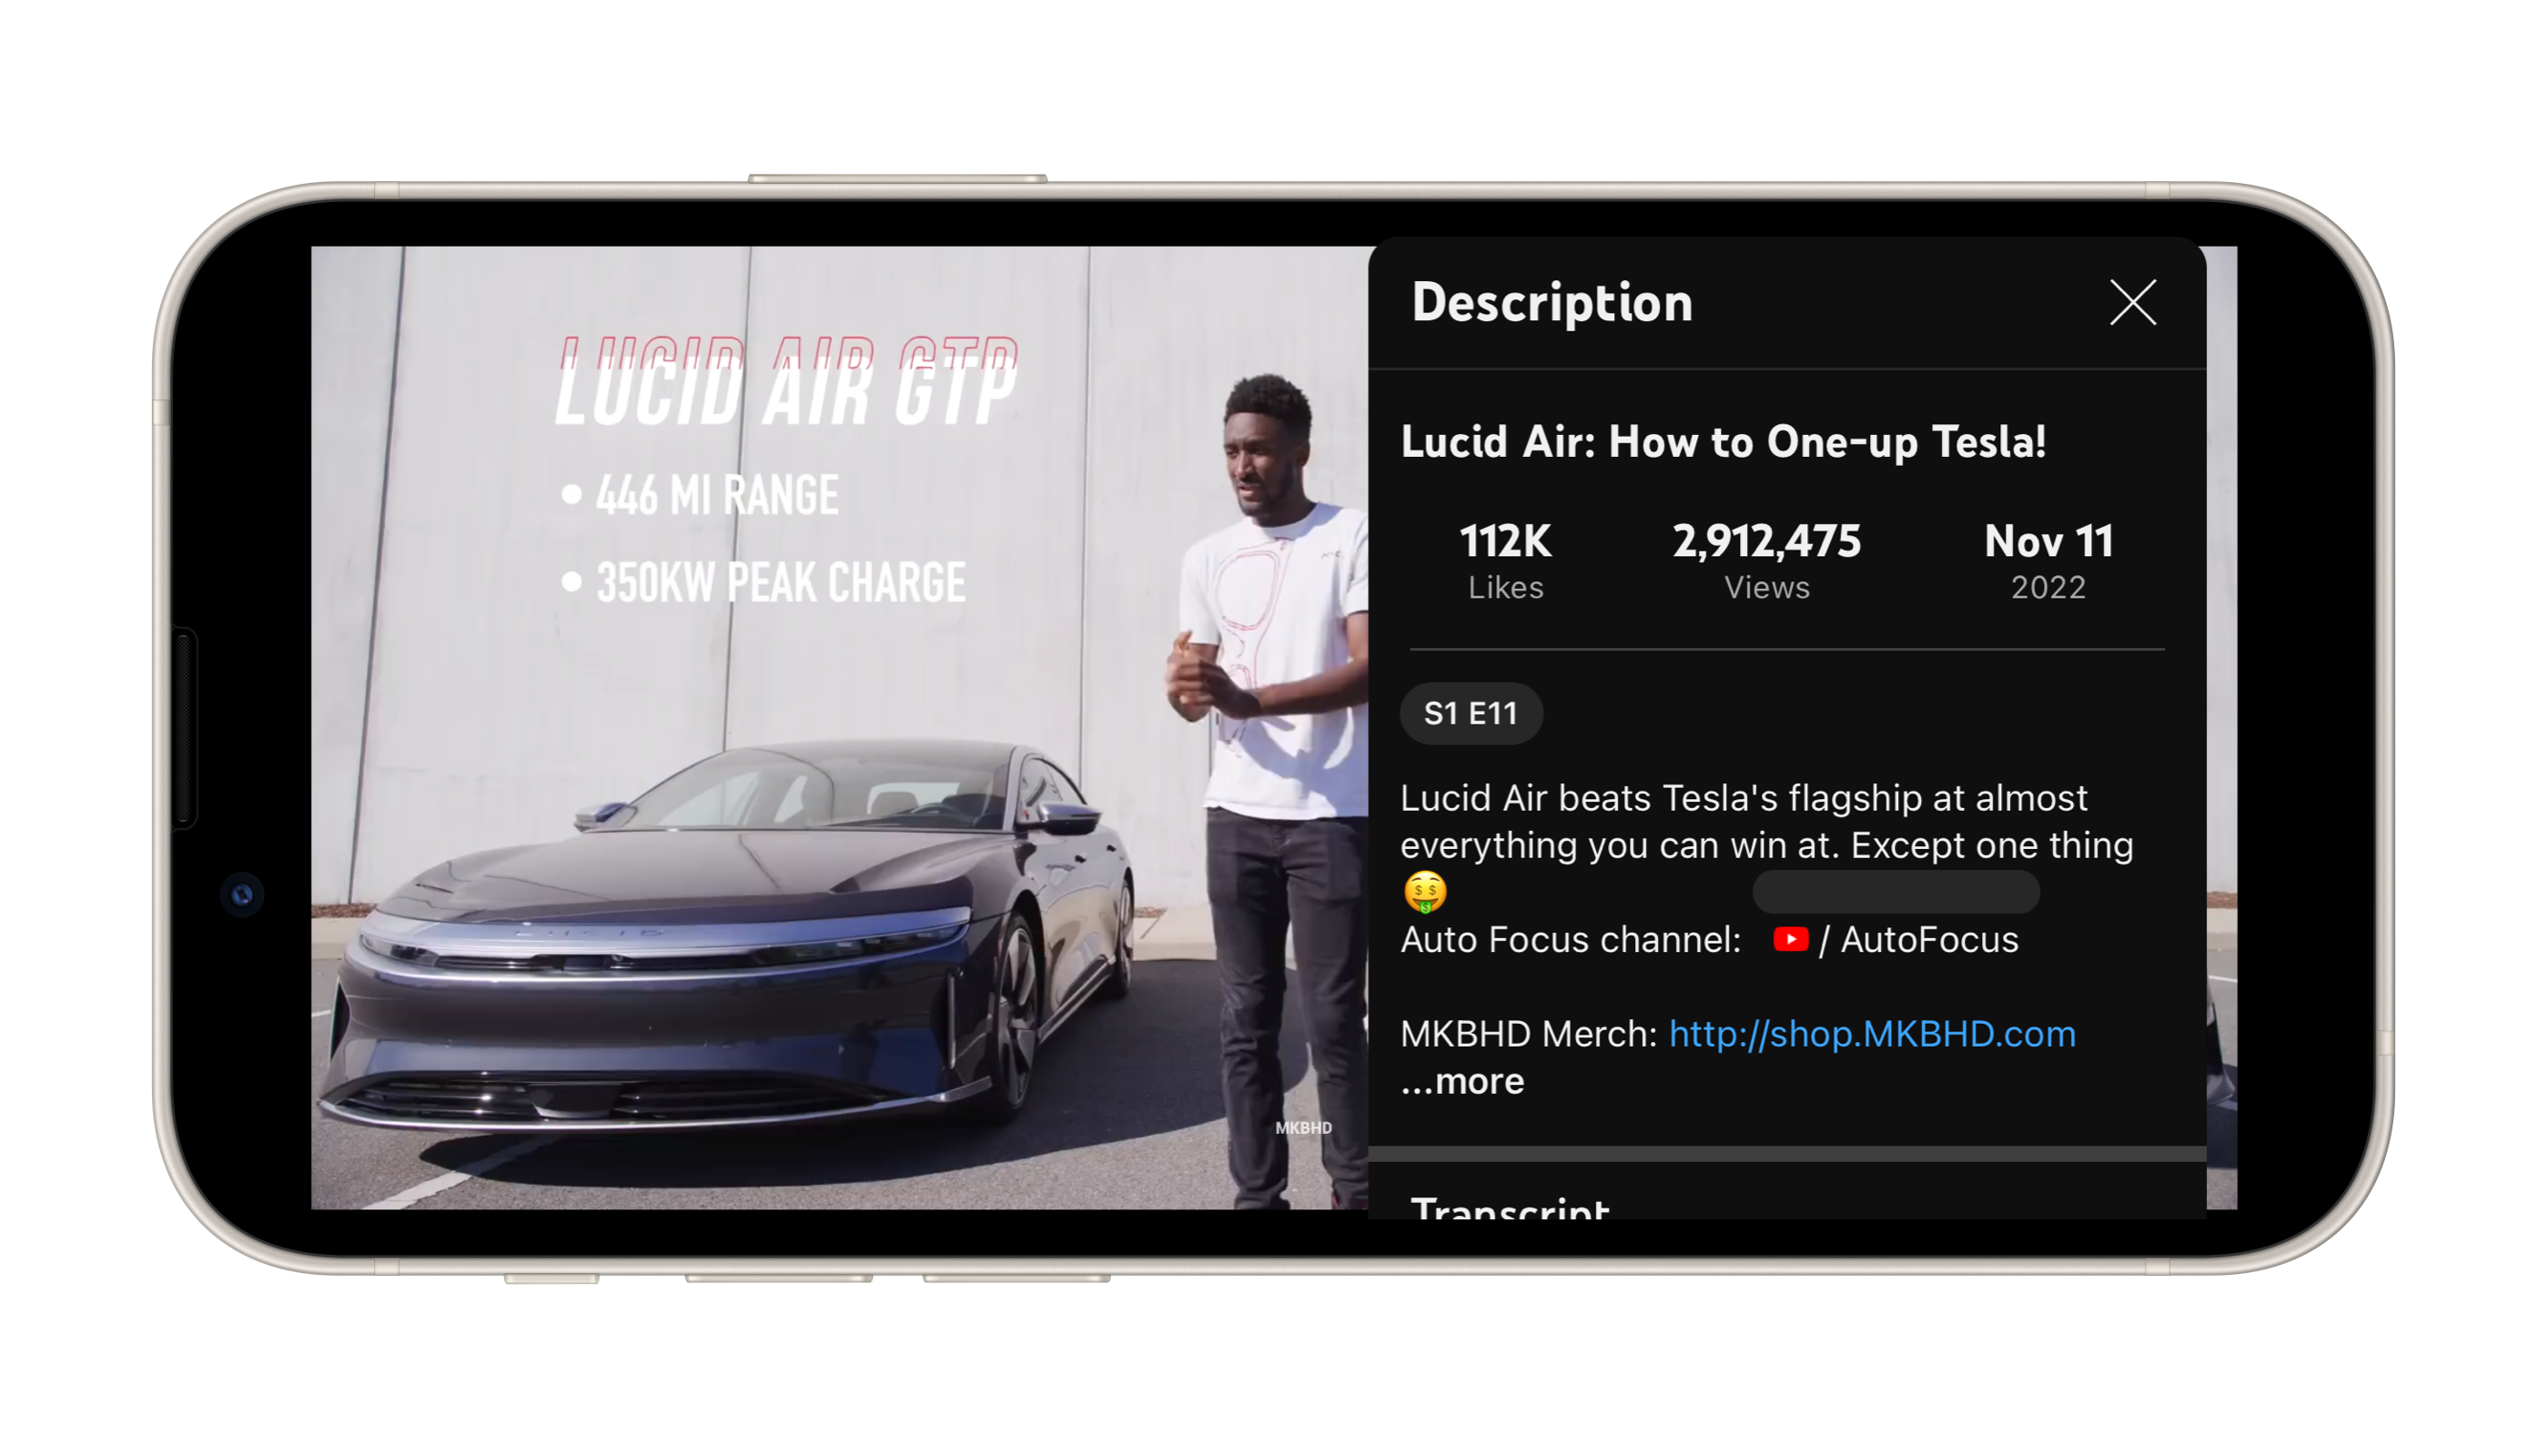 LUCID AIR GTP
• 446 MI RANGE
• 350KW PEAK CHARGE
LUCID
MKBHD
Description
Lucid Air: How to One-up Tesla!
112K
Likes
2,912,475
Views
Nov 11
2022
S1 E11
Lucid Air beats Tesla's flagship at almost
everything you can win at. Except one thing
🤑
Auto Focus channel: / AutoFocus
MKBHD Merch: http://shop.MKBHD.com
...more
Transcript